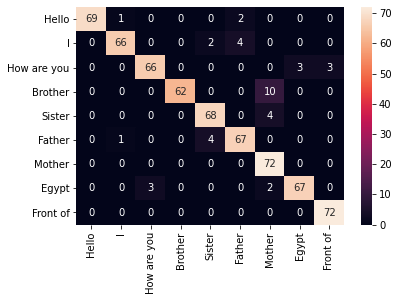 Hello 69 1 0 0 0 2 0 0 0
I 0 66 0 0 2 4 0 0 0
How are you 0 0 66 0 0 0 0 3 3
Brother 0 0 0 62 0 0 10 0 0
Sister 0 0 0 0 68 0 4 0 0
Father 0 1 0 0 4 67 0 0 0
Mother 0 0 0 0 0 0 72 0 0
Egypt 0 0 3 0 0 0 2 67 0
Front of 0 0 0 0 0 0 0 0 72
Hello I How are you Brother Sister Father Mother Egypt Front of
70
60
50
40
30
20
10
0